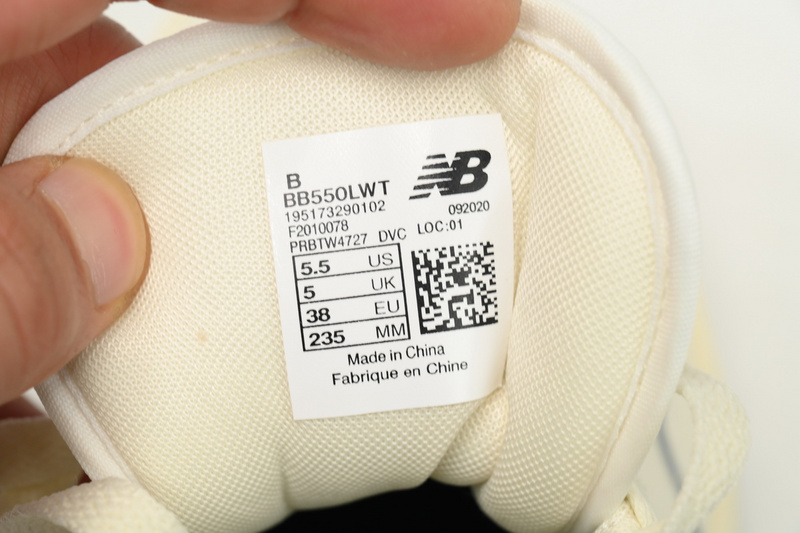 B
NB
BB550LWT
195173290102
092020
F2010078
PRBTW4727 DVC LOC:01
5.5 US
5 UK
38 EU
235 MM
Made in China
Fabrique en Chine